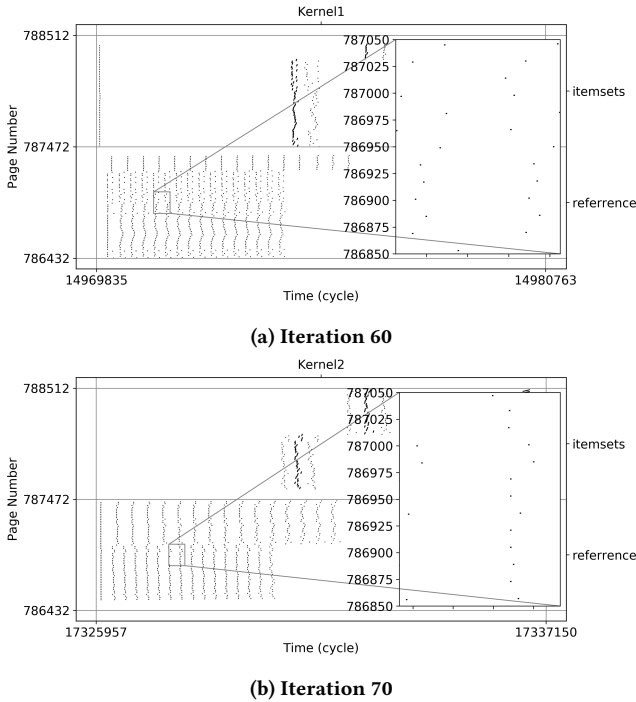 Kernel1
788512
787472
786432
Page Number
787050
787025
787000
786975
786950
786925
786900
786875
786850
itemsets
referrence
14969835
14980763
Time (cycle)
(a) Iteration 60
Kernel2
788512
787472
786432
Page Number
787050
787025
787000
786975
786950
786925
786900
786875
786850
itemsets
referrence
17325957
17337150
Time (cycle)
(b) Iteration 70